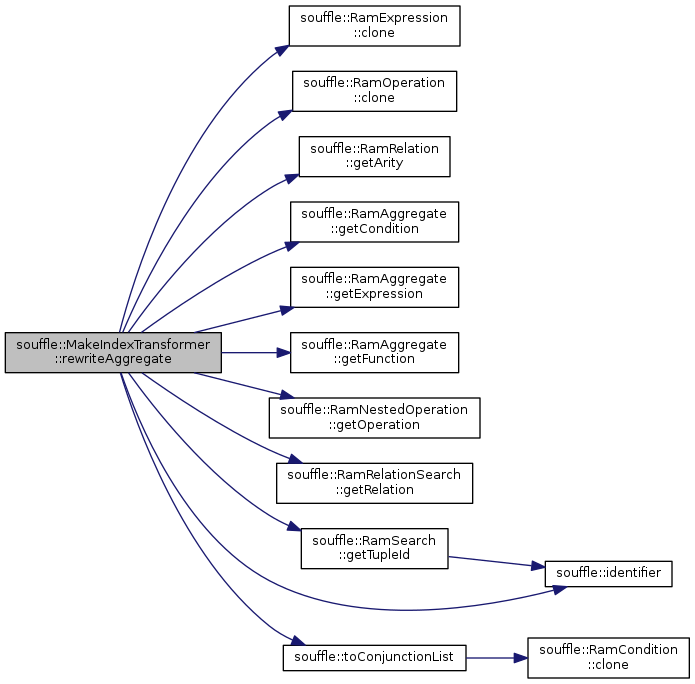 souffle::RamExpression
::clone
souffle::RamOperation
::clone
souffle::RamRelation
::getArity
souffle::RamAggregate
::getCondition
souffle::RamAggregate
::getExpression
souffle::MakeIndexTransformer
::rewriteAggregate
souffle::RamAggregate
::getFunction
souffle::RamNestedOperation
::getOperation
souffle::RamRelationSearch
::getRelation
souffle::RamSearch
::getTupleId
souffle::identifier
souffle::toConjunctionList
souffle::RamCondition
::clone